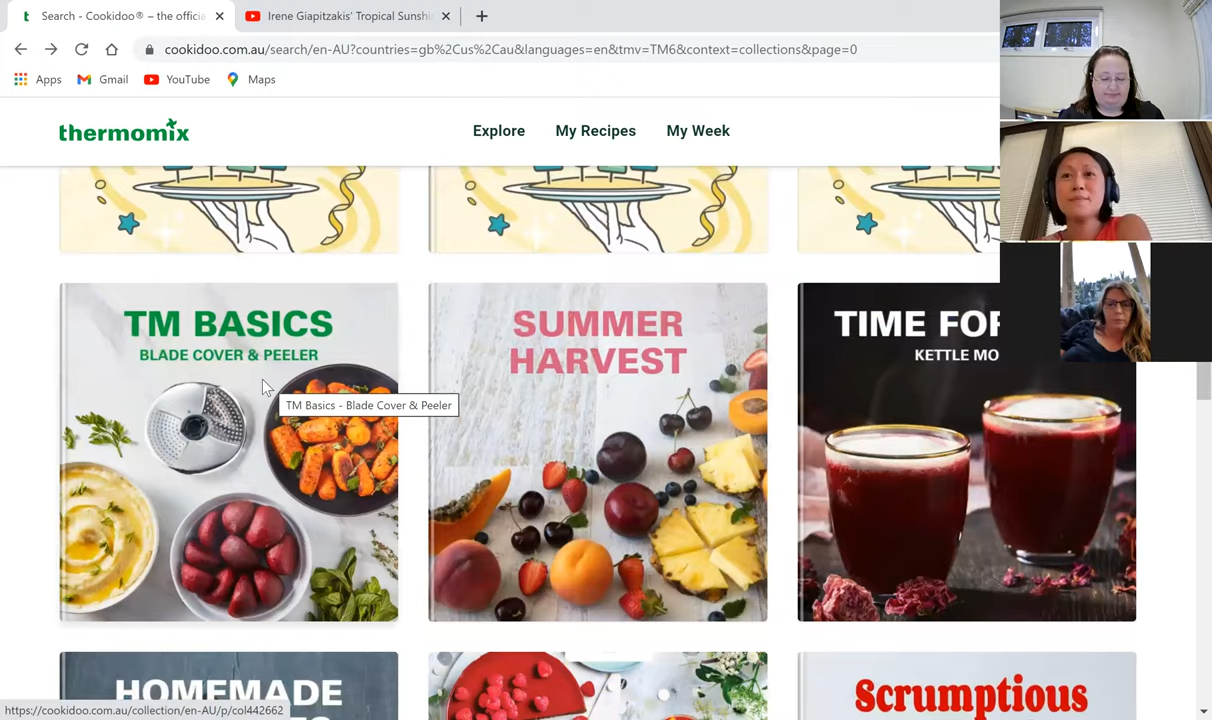 Search - Cookidoo® – the officia
Irene Giapitzakis' Tropical Sunshi
cookidoo.com.au/search/en-AU?countries=gb%2Cus%2Cau&languages=en&tmv=TM6&context=collections&page=0
Apps Gmail YouTube Maps
thermomix
Explore My Recipes My Week
TM BASICS
BLADE COVER & PEELER
TM Basics - Blade Cover & Peeler
SUMMER
HARVEST
TIME FOR
KETTLE MO
HOMEMADE
Scrumptious
https://cookidoo.com.au/collection/en-AU/p/col442662